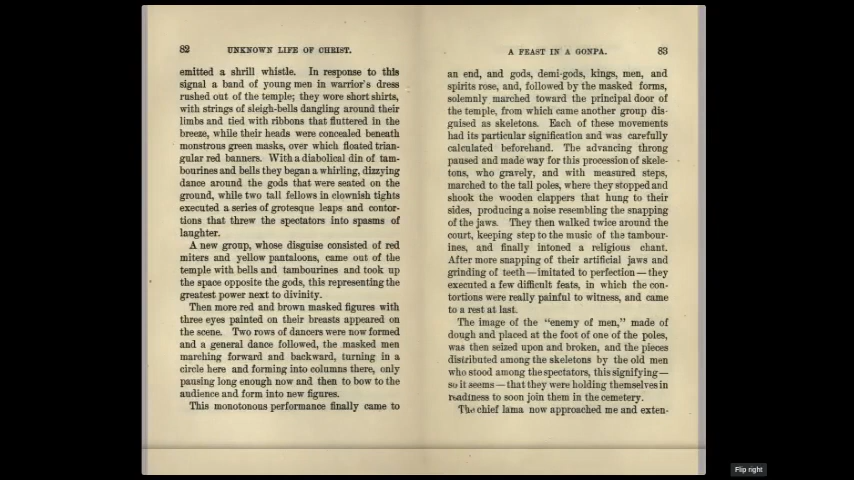 82 UNKNOWN LIFE OF CHRIST.
emitted a shrill whistle. In response to this
signal a band of young men in warrior's dress
rushed out of the temple; they wore short shirts,
with strings of sleigh-bells dangling around their
limbs and tied with ribbons that fluttered in the
breeze, while their heads were concealed beneath
monstrous green masks, over which floated trian-
gular red banners. With a diabolical din of tam-
bourines and bells they began a whirling, dizzying
dance around the gods that were seated on the
ground, while two tall fellows in clownish tights
executed a series of grotesque leaps and contor-
tions that threw the spectators into spasms of
laughter.
A new group, whose disguise consisted of red
miters and yellow pantaloons, came out of the
temple with bells and tambourines and took up
the space opposite the gods, this representing the
greatest power next to divinity.
Then more red and brown masked figures with
three eyes painted on their breasts appeared on
the scene. Two rows of dancers were now formed
and a general dance followed, the masked men
marching forward and backward, turning in a
circle here and forming into columns there, only
pausing long enough now and then to bow to the
audience and form into new figures.
This monotonous performance finally came to
A FEAST IN A GONPA. 83
an end, and gods, demi-gods, kings, men, and
spirits rose, and, followed by the masked forms,
solemnly marched toward the principal door of
the temple, from which came another group dis-
guised as skeletons. Each of these movements
had its particular signification and was carefully
calculated beforehand. The advancing throng
paused and made way for this procession of skele-
tons, who gravely, and with measured steps,
marched to the tall poles, where they stopped and
shook the wooden clappers that hung to their
sides, producing a noise resembling the snapping
of the jaws. They then walked twice around the
court, keeping step to the music of the tambour-
ines, and finally intoned a religious chant.
After more snapping of their artificial jaws and
grinding of teeth—imitated to perfection—they
executed a few difficult feats, in which the con-
tortions were really painful to witness, and came
to a rest at last.
The image of the "enemy of men," made of
dough and placed at the foot of one of the poles,
was then seized upon and broken, and the pieces
distributed among the skeletons by the old men
who stood among the spectators, this signifying—
so it seems—that they were holding themselves in
readiness to soon join them in the cemetery.
The chief lama now approached me and exten-
Flip right